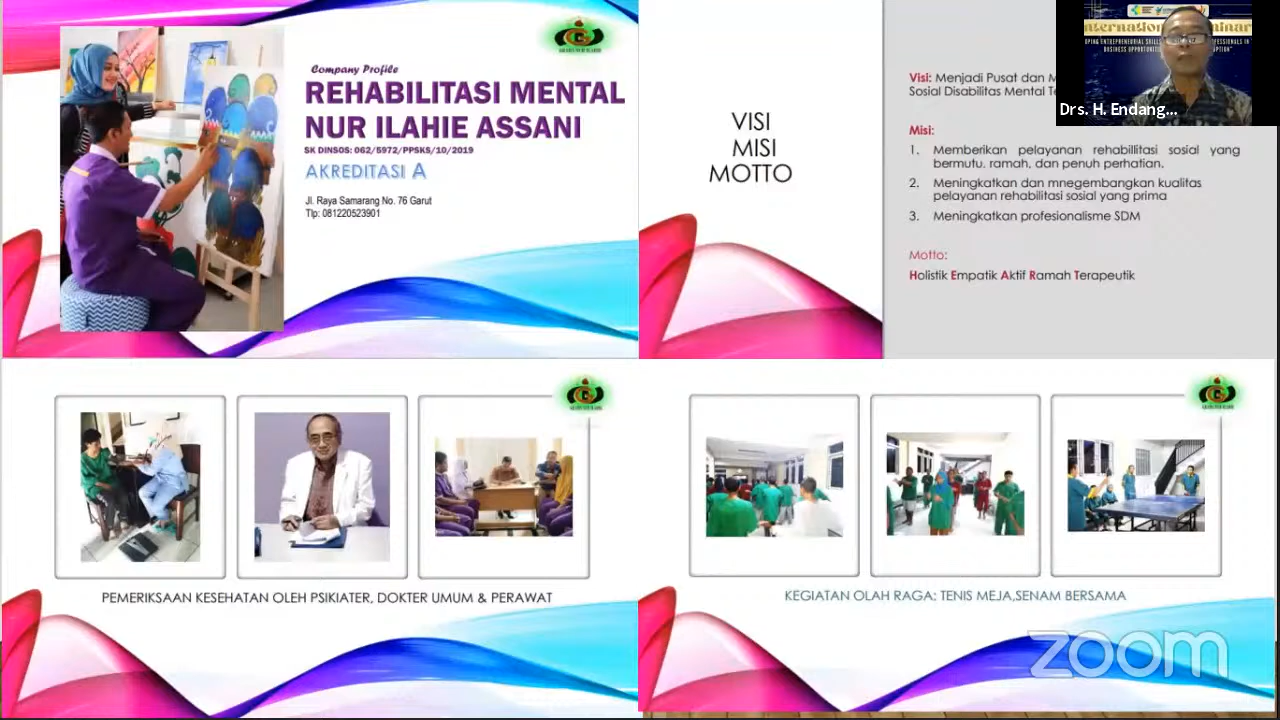 Company Profile
REHABILITASI MENTAL
NUR ILAHIE ASSANI
SK DINSOS: 062/5972/PPSKS/10/2019
AKREDITASI A
Jl. Raya Samarang No. 76 Garut
Tlp: 081220523901
VISI
MISI
MOTTO
Visi: Menjadi Pusat dan M
Sosial Disabilitas Mental Te
Misi:
1. Memberikan pelayanan rehabillitasi sosial yang
bermutu, ramah, dan penuh perhatian.
2. Meningkatkan dan mnegembangkan kualitas
pelayanan rehabilitasi sosial yang prima
3. Meningkatkan profesionalisme SDM
Motto:
Holistik Empatik Aktif Ramah Terapeutik
Drs. H. Endang...
PEMERIKSAAN KESEHATAN OLEH PSIKIATER, DOKTER UMUM & PERAWAT
KEGIATAN OLAH RAGA: TENIS MEJA,SENAM BERSAMA
zoom